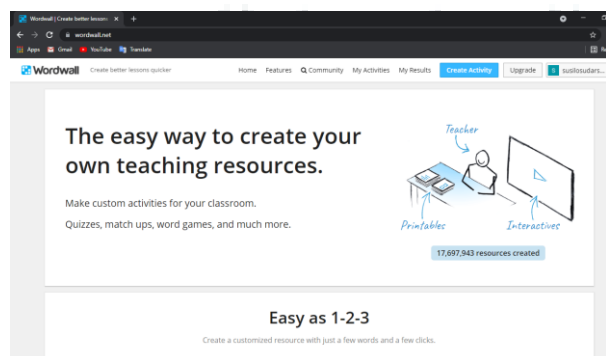 Wordwall | Create better lessons
wordwall.net
Apps Gmail YouTube Translate
Wordwall Create better lessons quicker Home Features Community My Activities My Results Create Activity Upgrade S susilosudars...
The easy way to create your
own teaching resources.
Make custom activities for your classroom.
Quizzes, match ups, word games, and much more.
Teacher
Printables
Interactives
17,697,943 resources created
Easy as 1-2-3
Create a customized resource with just a few words and a few clicks.